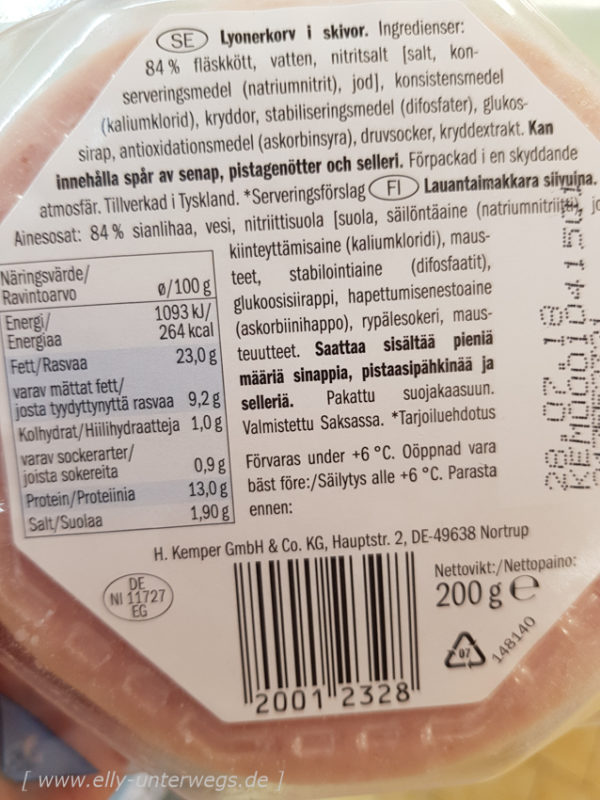 SE Lyonerkorv i skivor. Ingredienser:
84 % fläskkött, vatten, nitritsalt [salt, kon-
serveringsmedel (natriumnitrit), jod], konsistensmedel
(kaliumklorid), kryddor, stabiliseringsmedel (difosfater), glukos-
sirap, antioxidationsmedel (askorbinsyra), druvsocker, kryddextrakt. Kan
innehålla spår av senap, pistagenötter och selleri. Förpackad i en skyddande
atmosfär. Tillverkad i Tyskland. *Serveringsförslag FI Lauantaimakkara siivuina.
Ainesosat: 84 % sianlihaa, vesi, nitriittisuola [suola, säilöntäaine (natriumnitriitti),
kiinteyttämisaine (kaliumkloridi), maus-
teet, stabilointiaine (difosfaatit),
glukoosisiirappi, hapettumisenestoaine
(askorbiinihappo), rypälesokeri, maus-
teuutteet. Saattaa sisältää pieniä
määriä sinappia, pistaasipähkinää ja
selleriä. Pakattu suojakaasuun.
Valmistettu Saksassa. *Tarjoiluehdotus
Förvaras under +6 °C. Oöppnad vara
bäst före:/Säilytys alle +6 °C. Parasta
ennen:
Näringsvärde/
Ravintoarvo ø/100 g
Energi/ 1093 kJ/
Energiaa 264 kcal
Fett/Rasvaa 23,0 g
varav mättat fett/
josta tyydyttynyttä rasvaa 9,2 g
Kolhydrat/Hiilihydraatteja 1,0 g
varav sockerarter/
joista sokereita 0,9 g
Protein/Proteiinia 13,0 g
Salt/Suolaa 1,90 g
H. Kemper GmbH & Co. KG, Hauptstr. 2, DE-49638 Nortrup
DE
NI 11727
EG
Nettovikt:/Nettopaino:
200 g e
07
148140
2001 2328
[ www.elly-unterwegs.de ]